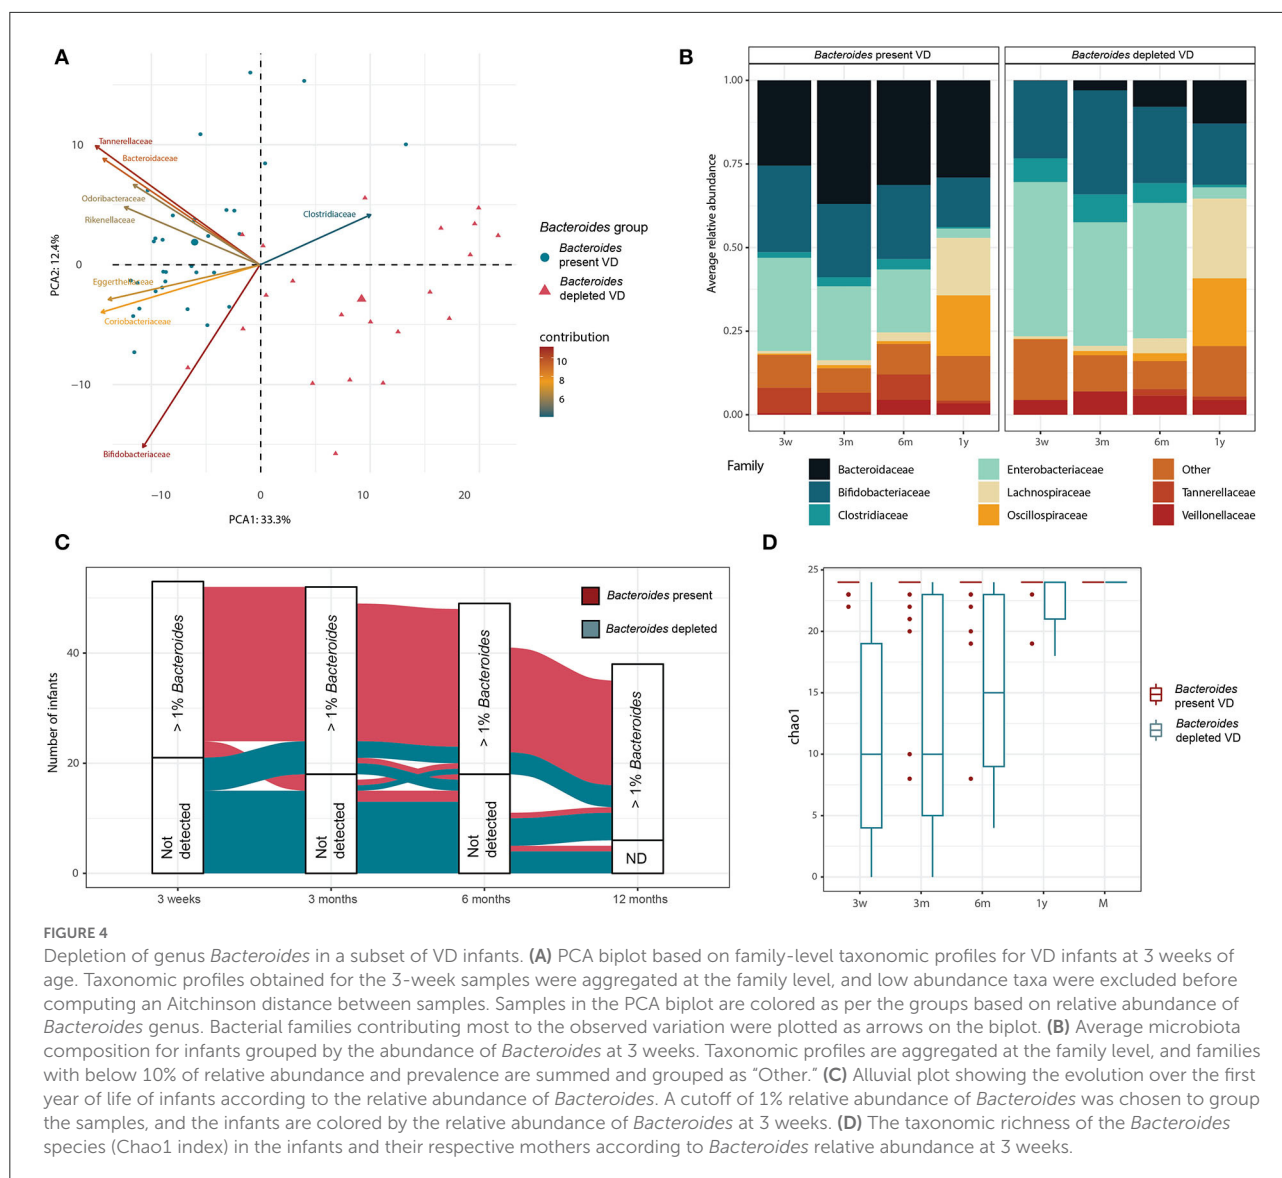 A
10
0
−10
PCA2: 12.4%
Tannerellaceae
Bacteroidaceae
Odoribacteraceae
Rikenellaceae
Eggerthellaceae
Coriobacteriaceae
Bifidobacteriaceae
Clostridiaceae
−10
0
10
20
PCA1: 33.3%
Bacteroides group
Bacteroides
present VD
Bacteroides
depleted VD
contribution
10
8
6
B
Bacteroides present VD
Bacteroides depleted VD
Average relative abundance
1.00
0.75
0.50
0.25
0.00
3w
3m
6m
1y
3w
3m
6m
1y
Family
Bacteroidaceae
Bifidobacteriaceae
Clostridiaceae
Enterobacteriaceae
Lachnospiraceae
Oscillospiraceae
Other
Tannerellaceae
Veillonellaceae
C
Number of infants
40
20
0
> 1% Bacteroides
Not
detected
> 1% Bacteroides
Not
detected
> 1% Bacteroides
Not
detected
> 1% Bacteroides
ND
Bacteroides present
Bacteroides depleted
3 weeks
3 months
6 months
12 months
D
chao1
25
20
15
10
5
0
3w
3m
6m
1y
M
Bacteroides
present VD
Bacteroides
depleted VD
FIGURE 4
Depletion of genus Bacteroides in a subset of VD infants. (A) PCA biplot based on family-level taxonomic profiles for VD infants at 3 weeks of
age. Taxonomic profiles obtained for the 3-week samples were aggregated at the family level, and low abundance taxa were excluded before
computing an Aitchinson distance between samples. Samples in the PCA biplot are colored as per the groups based on relative abundance of
Bacteroides genus. Bacterial families contributing most to the observed variation were plotted as arrows on the biplot. (B) Average microbiota
composition for infants grouped by the abundance of Bacteroides at 3 weeks. Taxonomic profiles are aggregated at the family level, and families
with below 10% of relative abundance and prevalence are summed and grouped as “Other.” (C) Alluvial plot showing the evolution over the first
year of life of infants according to the relative abundance of Bacteroides. A cutoff of 1% relative abundance of Bacteroides was chosen to group
the samples, and the infants are colored by the relative abundance of Bacteroides at 3 weeks. (D) The taxonomic richness of the Bacteroides
species (Chao1 index) in the infants and their respective mothers according to Bacteroides relative abundance at 3 weeks.